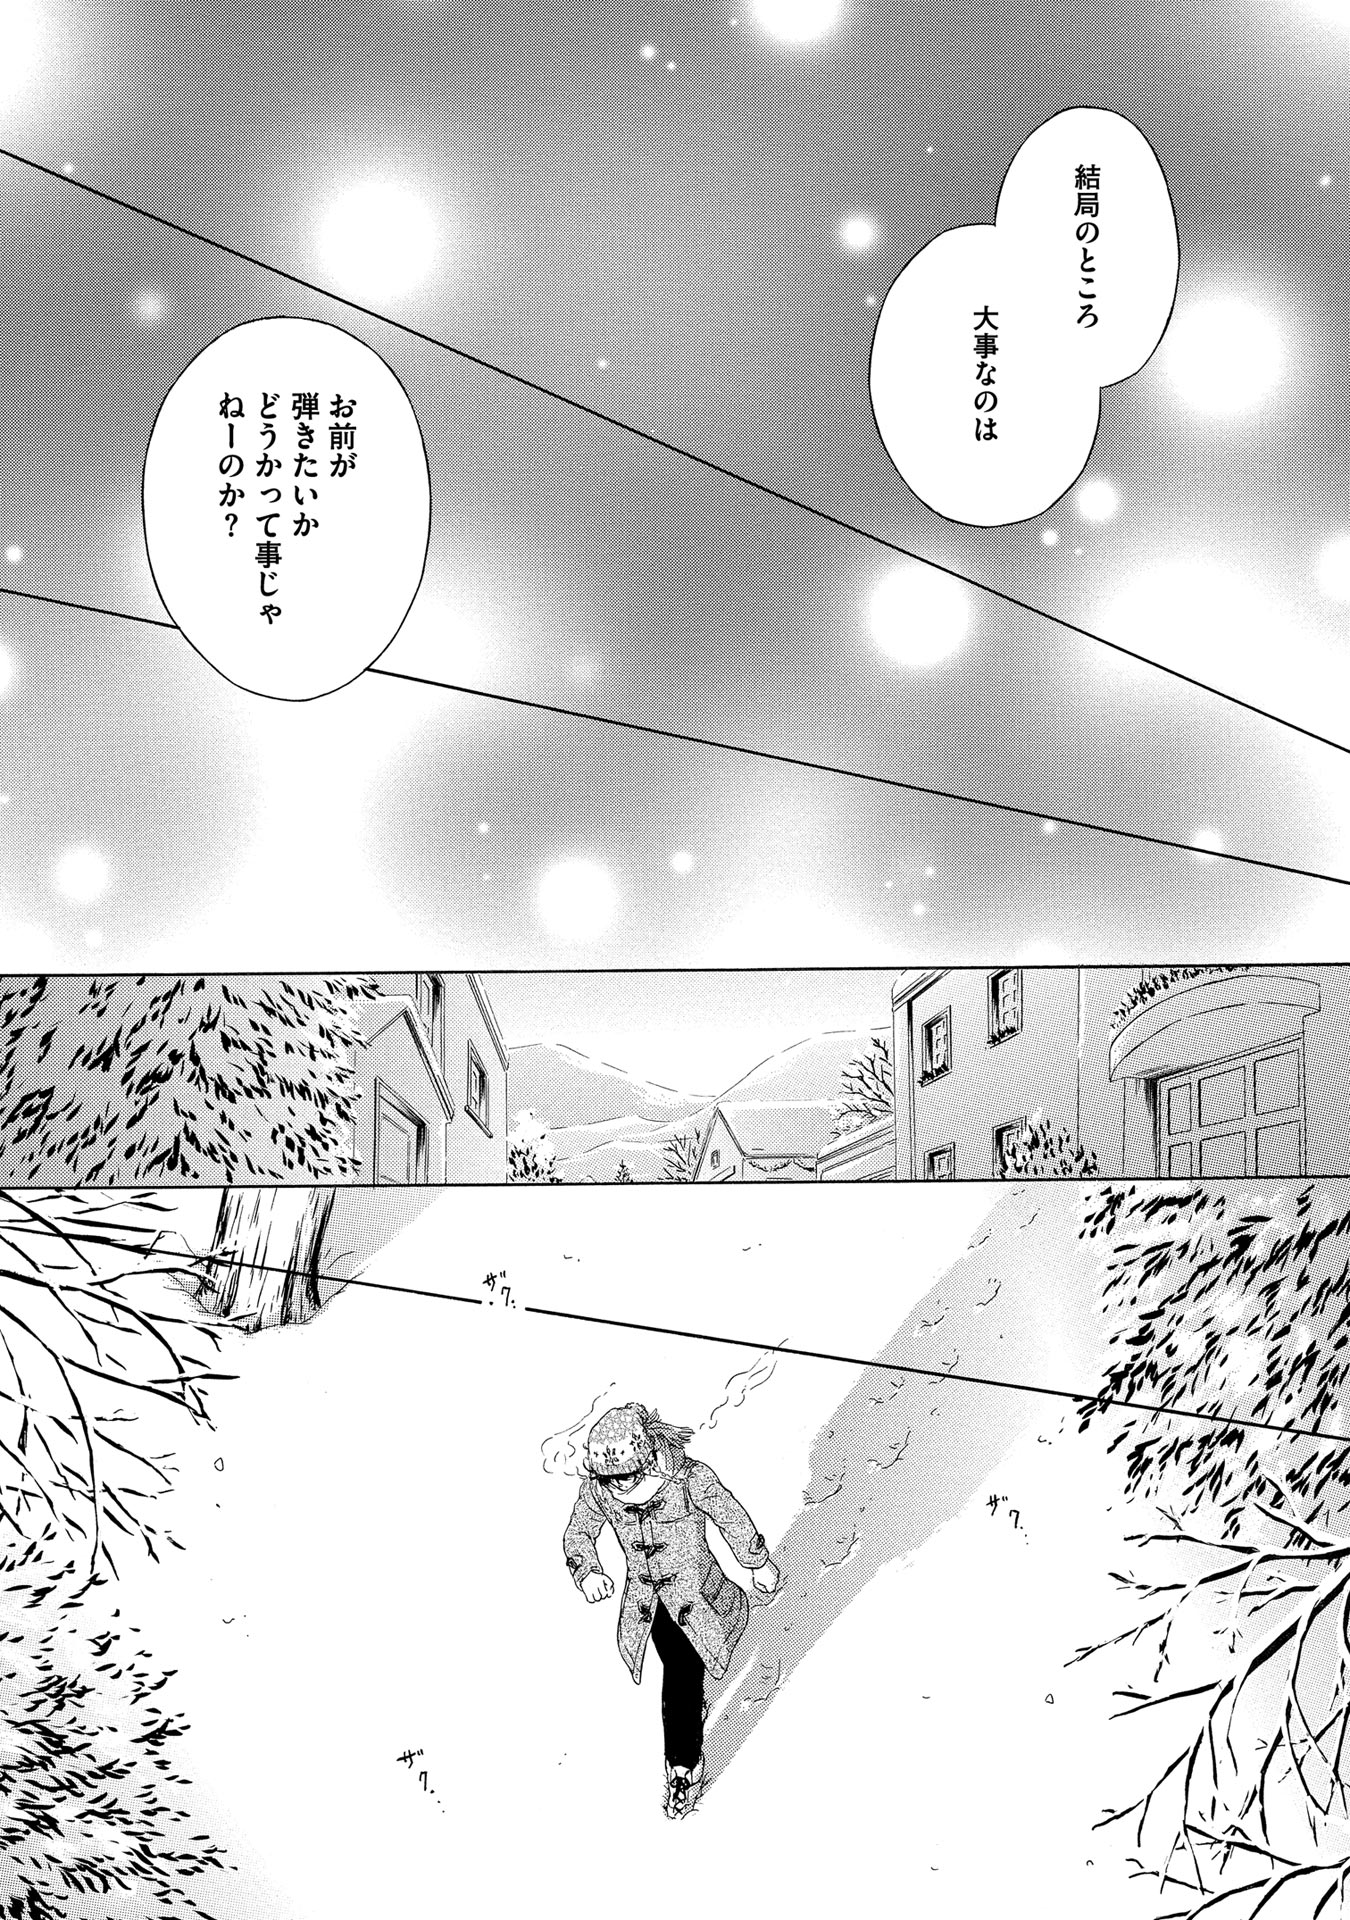 結局のところ
大事なのは
お前が
弾きたいか
どうかって事じゃ
ねーのか?
ザク..
ザク..
ザク..